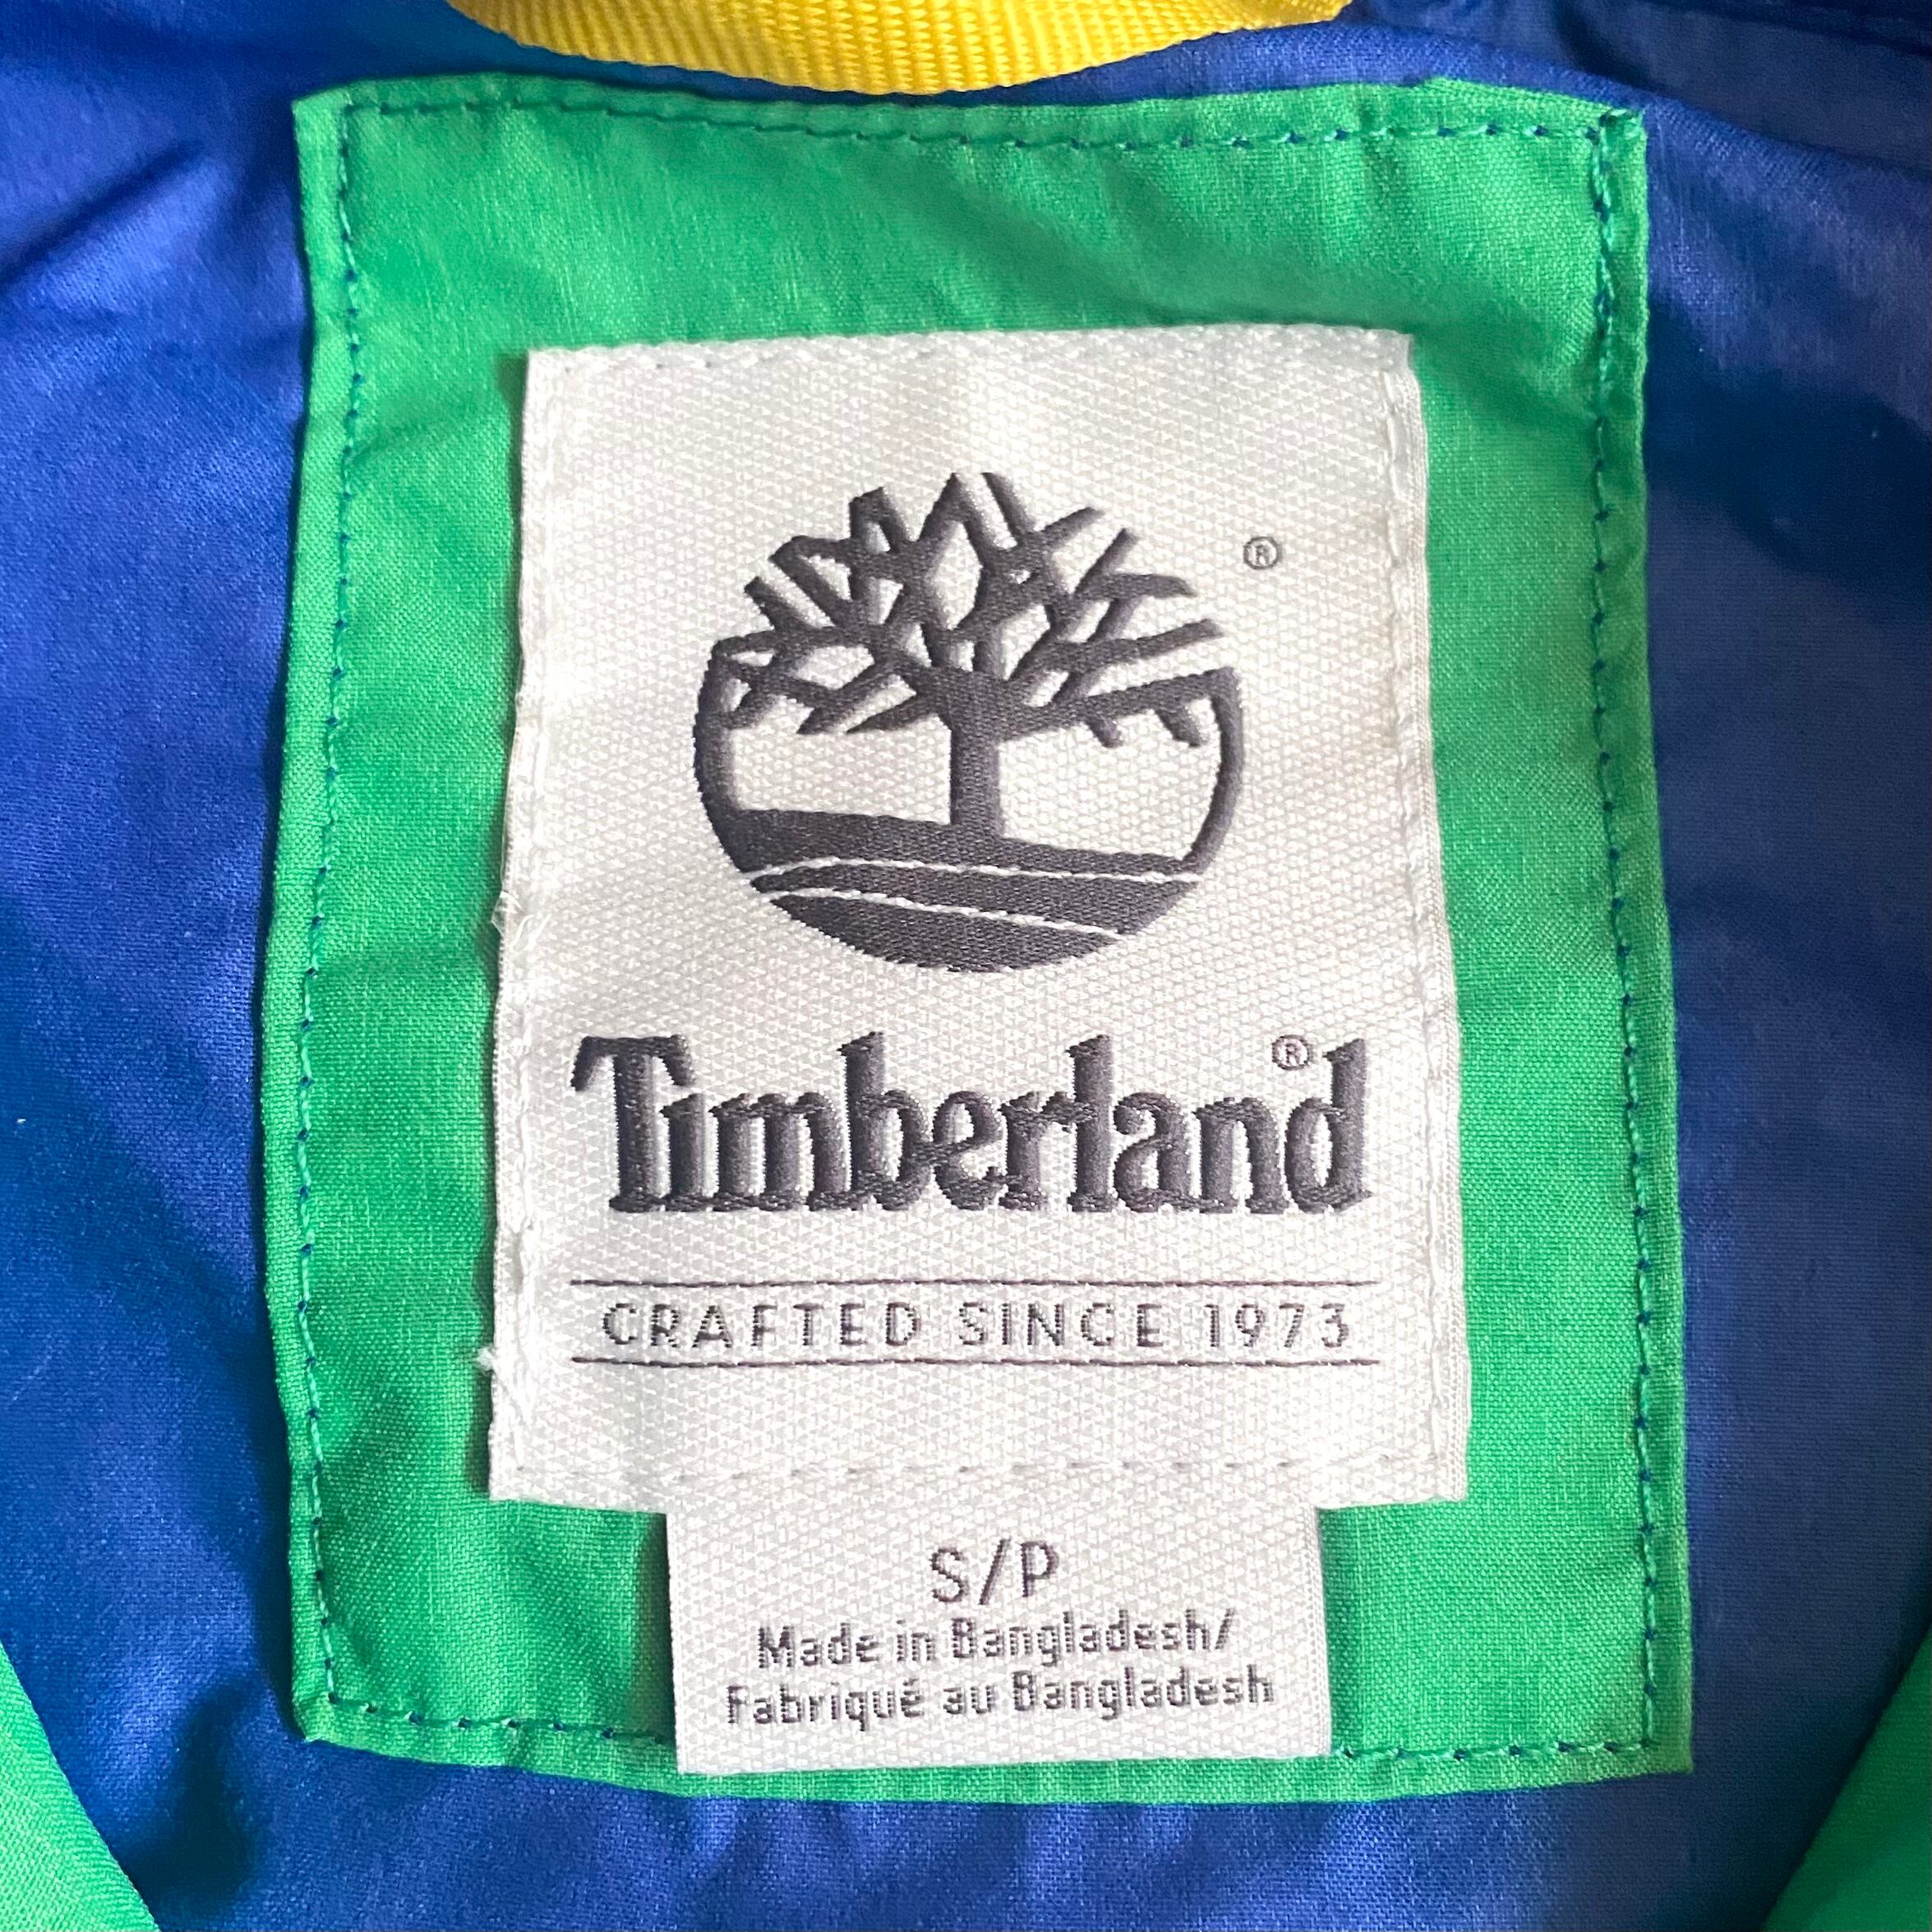 ®
Timberland®
CRAFTED SINCE 1973
S/P
Made in Bangladesh/
Fabriqué au Bangladesh